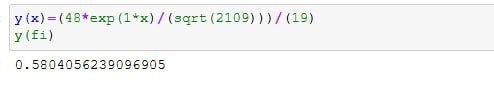 y(x)=(48*exp(1*x)/(sqrt(2109)))/(19)
y(fi)
0.5804056239096905